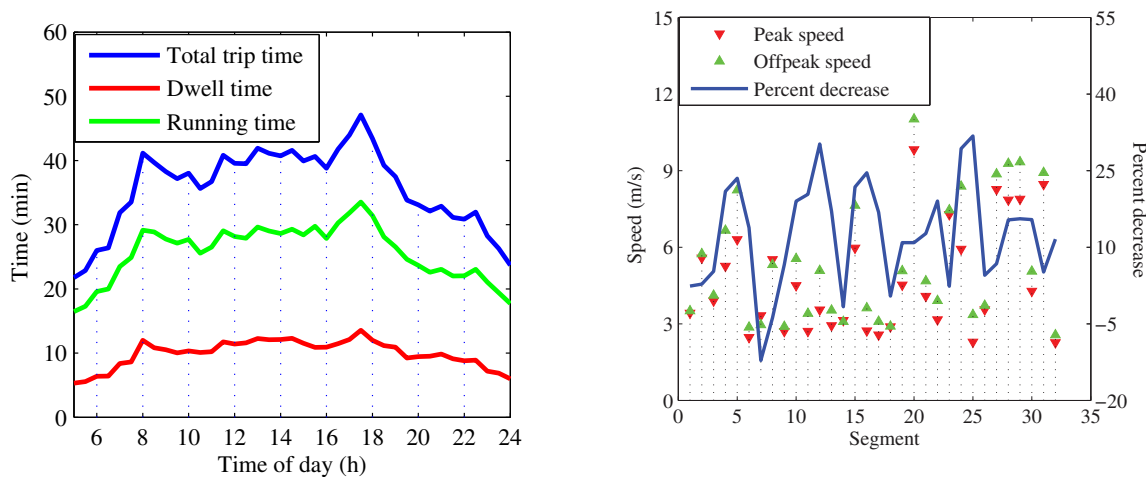 60
50
40
30
20
10
0
Time (min)
Total trip time
Dwell time
Running time
6 8 10 12 14 16 18 20 22 24
Time of day (h)
15
12
9
6
3
0
Speed (m/s)
Peak speed
Offpeak speed
Percent decrease
55
40
25
10
−5
−20
Percent decrease
0 5 10 15 20 25 30 35
Segment